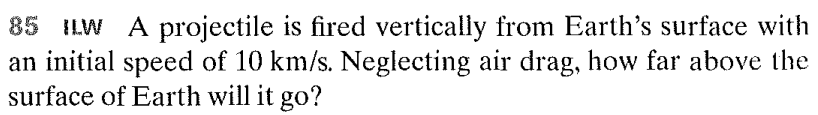 85 ILW A projectile is fired vertically from Earth's surface with
an initial speed of 10 km/s. Neglecting air drag, how far above the
surface of Earth will it go?